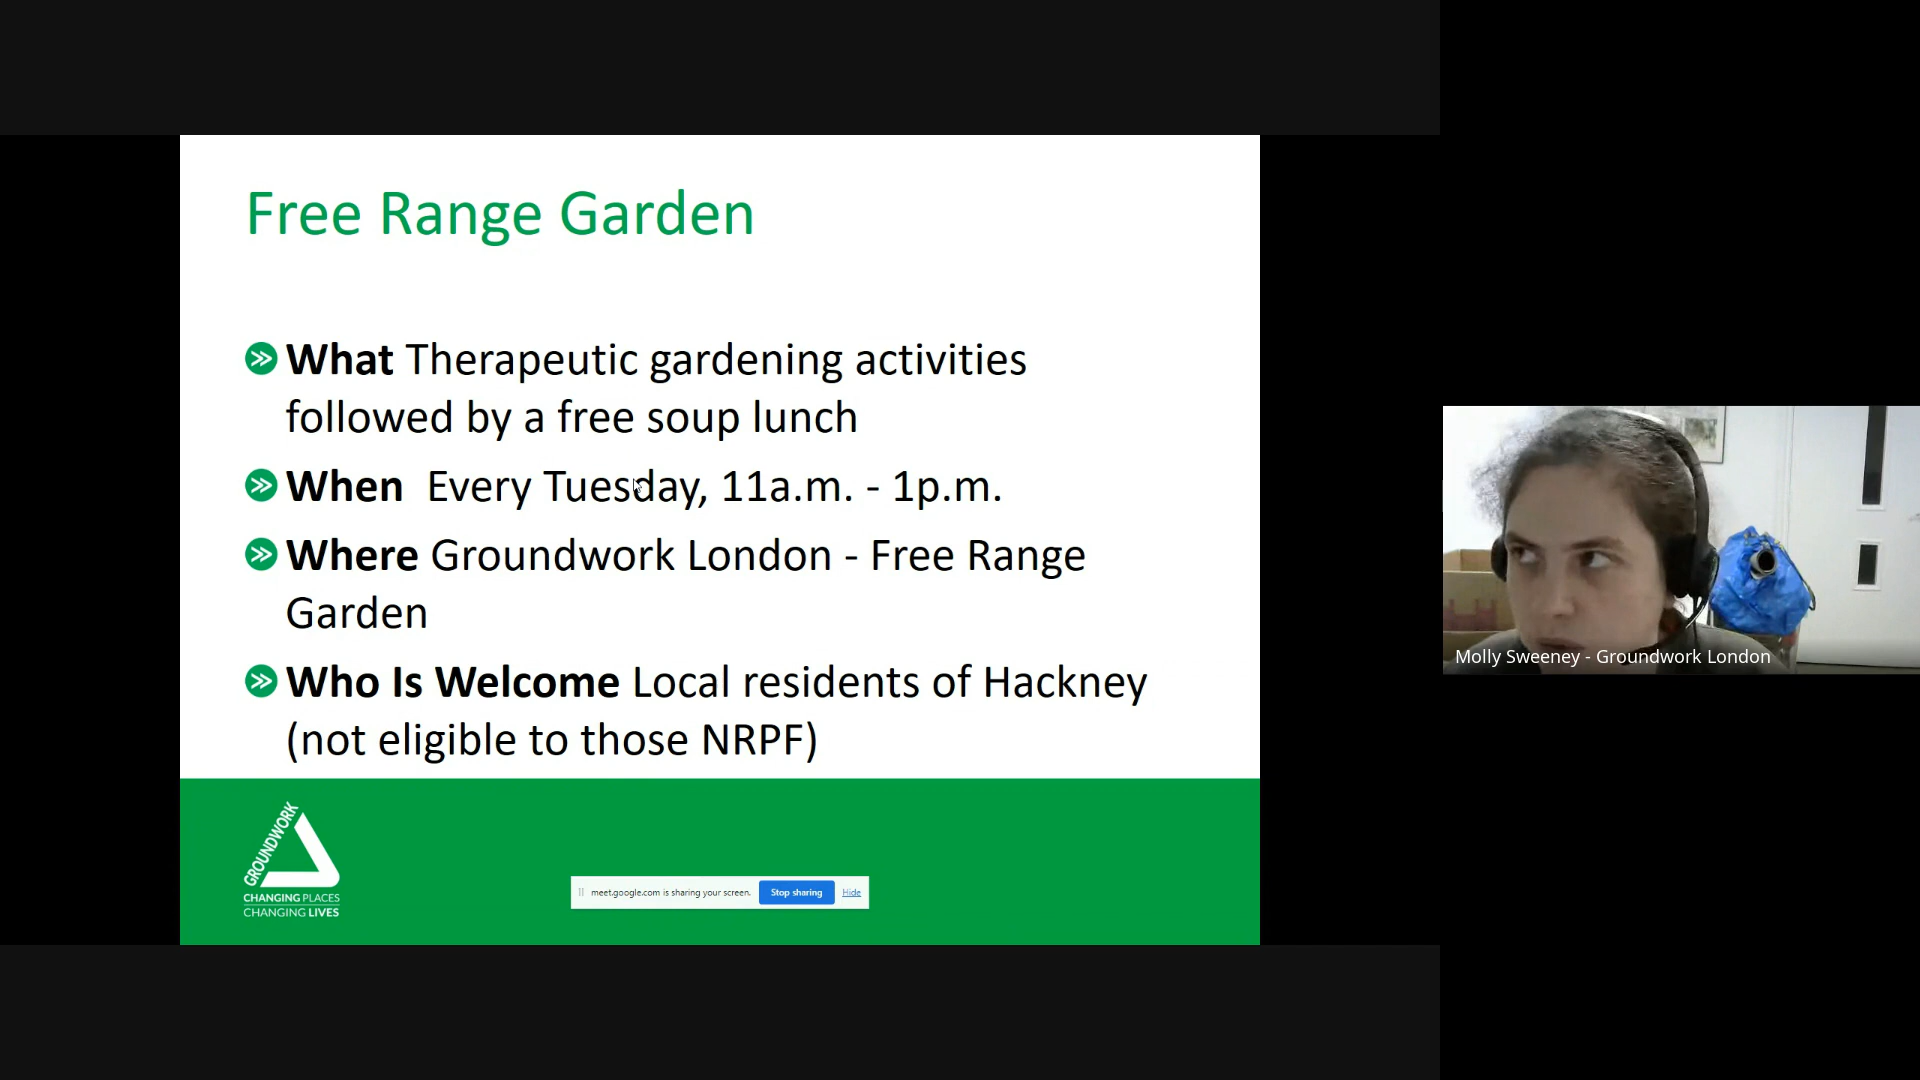 Free Range Garden
What Therapeutic gardening activities
followed by a free soup lunch
When Every Tuesday, 11a.m. - 1p.m.
Where Groundwork London - Free Range
Garden
Who Is Welcome Local residents of Hackney
(not eligible to those NRPF)
GROUNDWORK
CHANGING PLACES
CHANGING LIVES
meet.google.com is sharing your screen. Stop sharing Hide
Molly Sweeney - Groundwork London